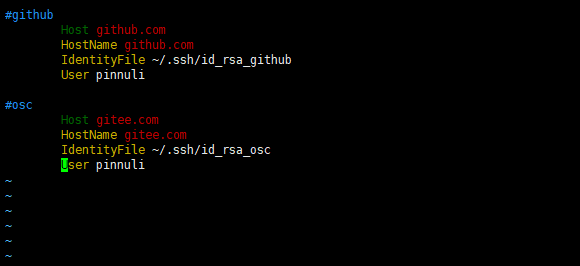 #github
Host github.com
HostName github.com
IdentityFile ~/.ssh/id_rsa_github
User pinnuli
#osc
Host gitee.com
HostName gitee.com
IdentityFile ~/.ssh/id_rsa_osc
User pinnuli
~
~
~
~
~
~